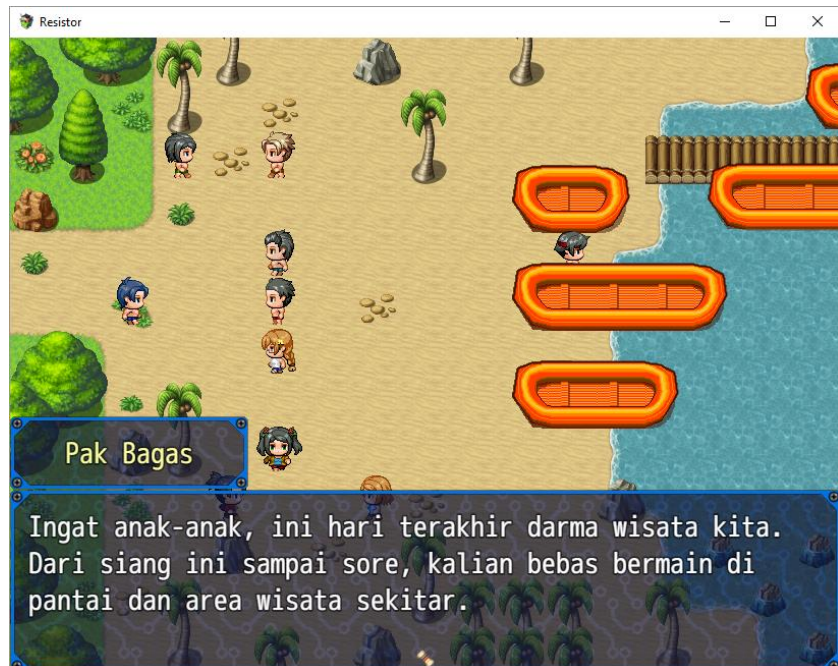 Resistor
Pak Bagas
Ingat anak-anak, ini hari terakhir darma wisata kita.
Dari siang ini sampai sore, kalian bebas bermain di
pantai dan area wisata sekitar.